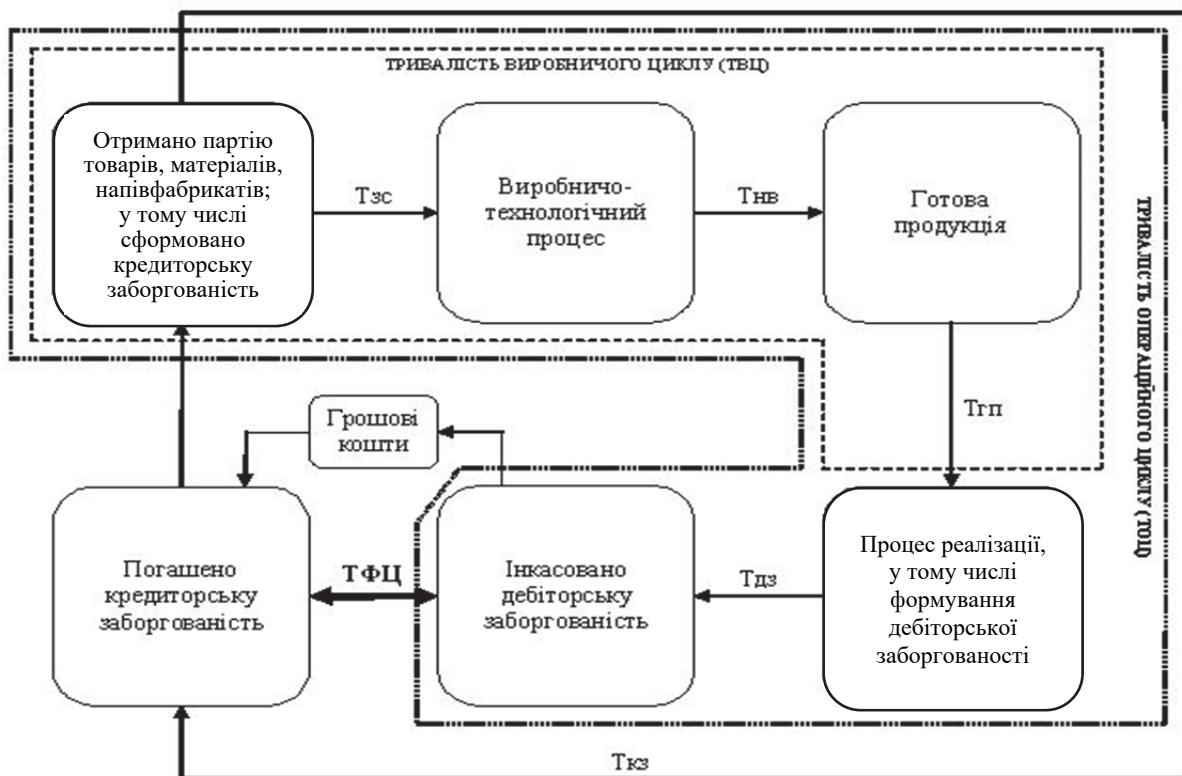 ТРИВАЛІСТЬ ВИРОБНИЧОГО ЦИКЛУ (ТВЦ)
Отримано партію
товарів, матеріалів,
напівфабрикатів;
у тому числі
сформовано
кредиторську
заборгованість
Тзс
Виробничо-
технологічний
процес
Тнв
Готова
продукція
ТРИВАЛІСТЬ ОПЕРАЦІЙНОГО ЦИКЛУ (ТОЦ)
Тгп
Грошові
кошти
Погашено
кредиторську
заборгованість
ТФЦ
Інкасовано
дебіторську
заборгованість
Тдз
Процес реалізації,
у тому числі
формування
дебіторської
заборгованості
Ткз